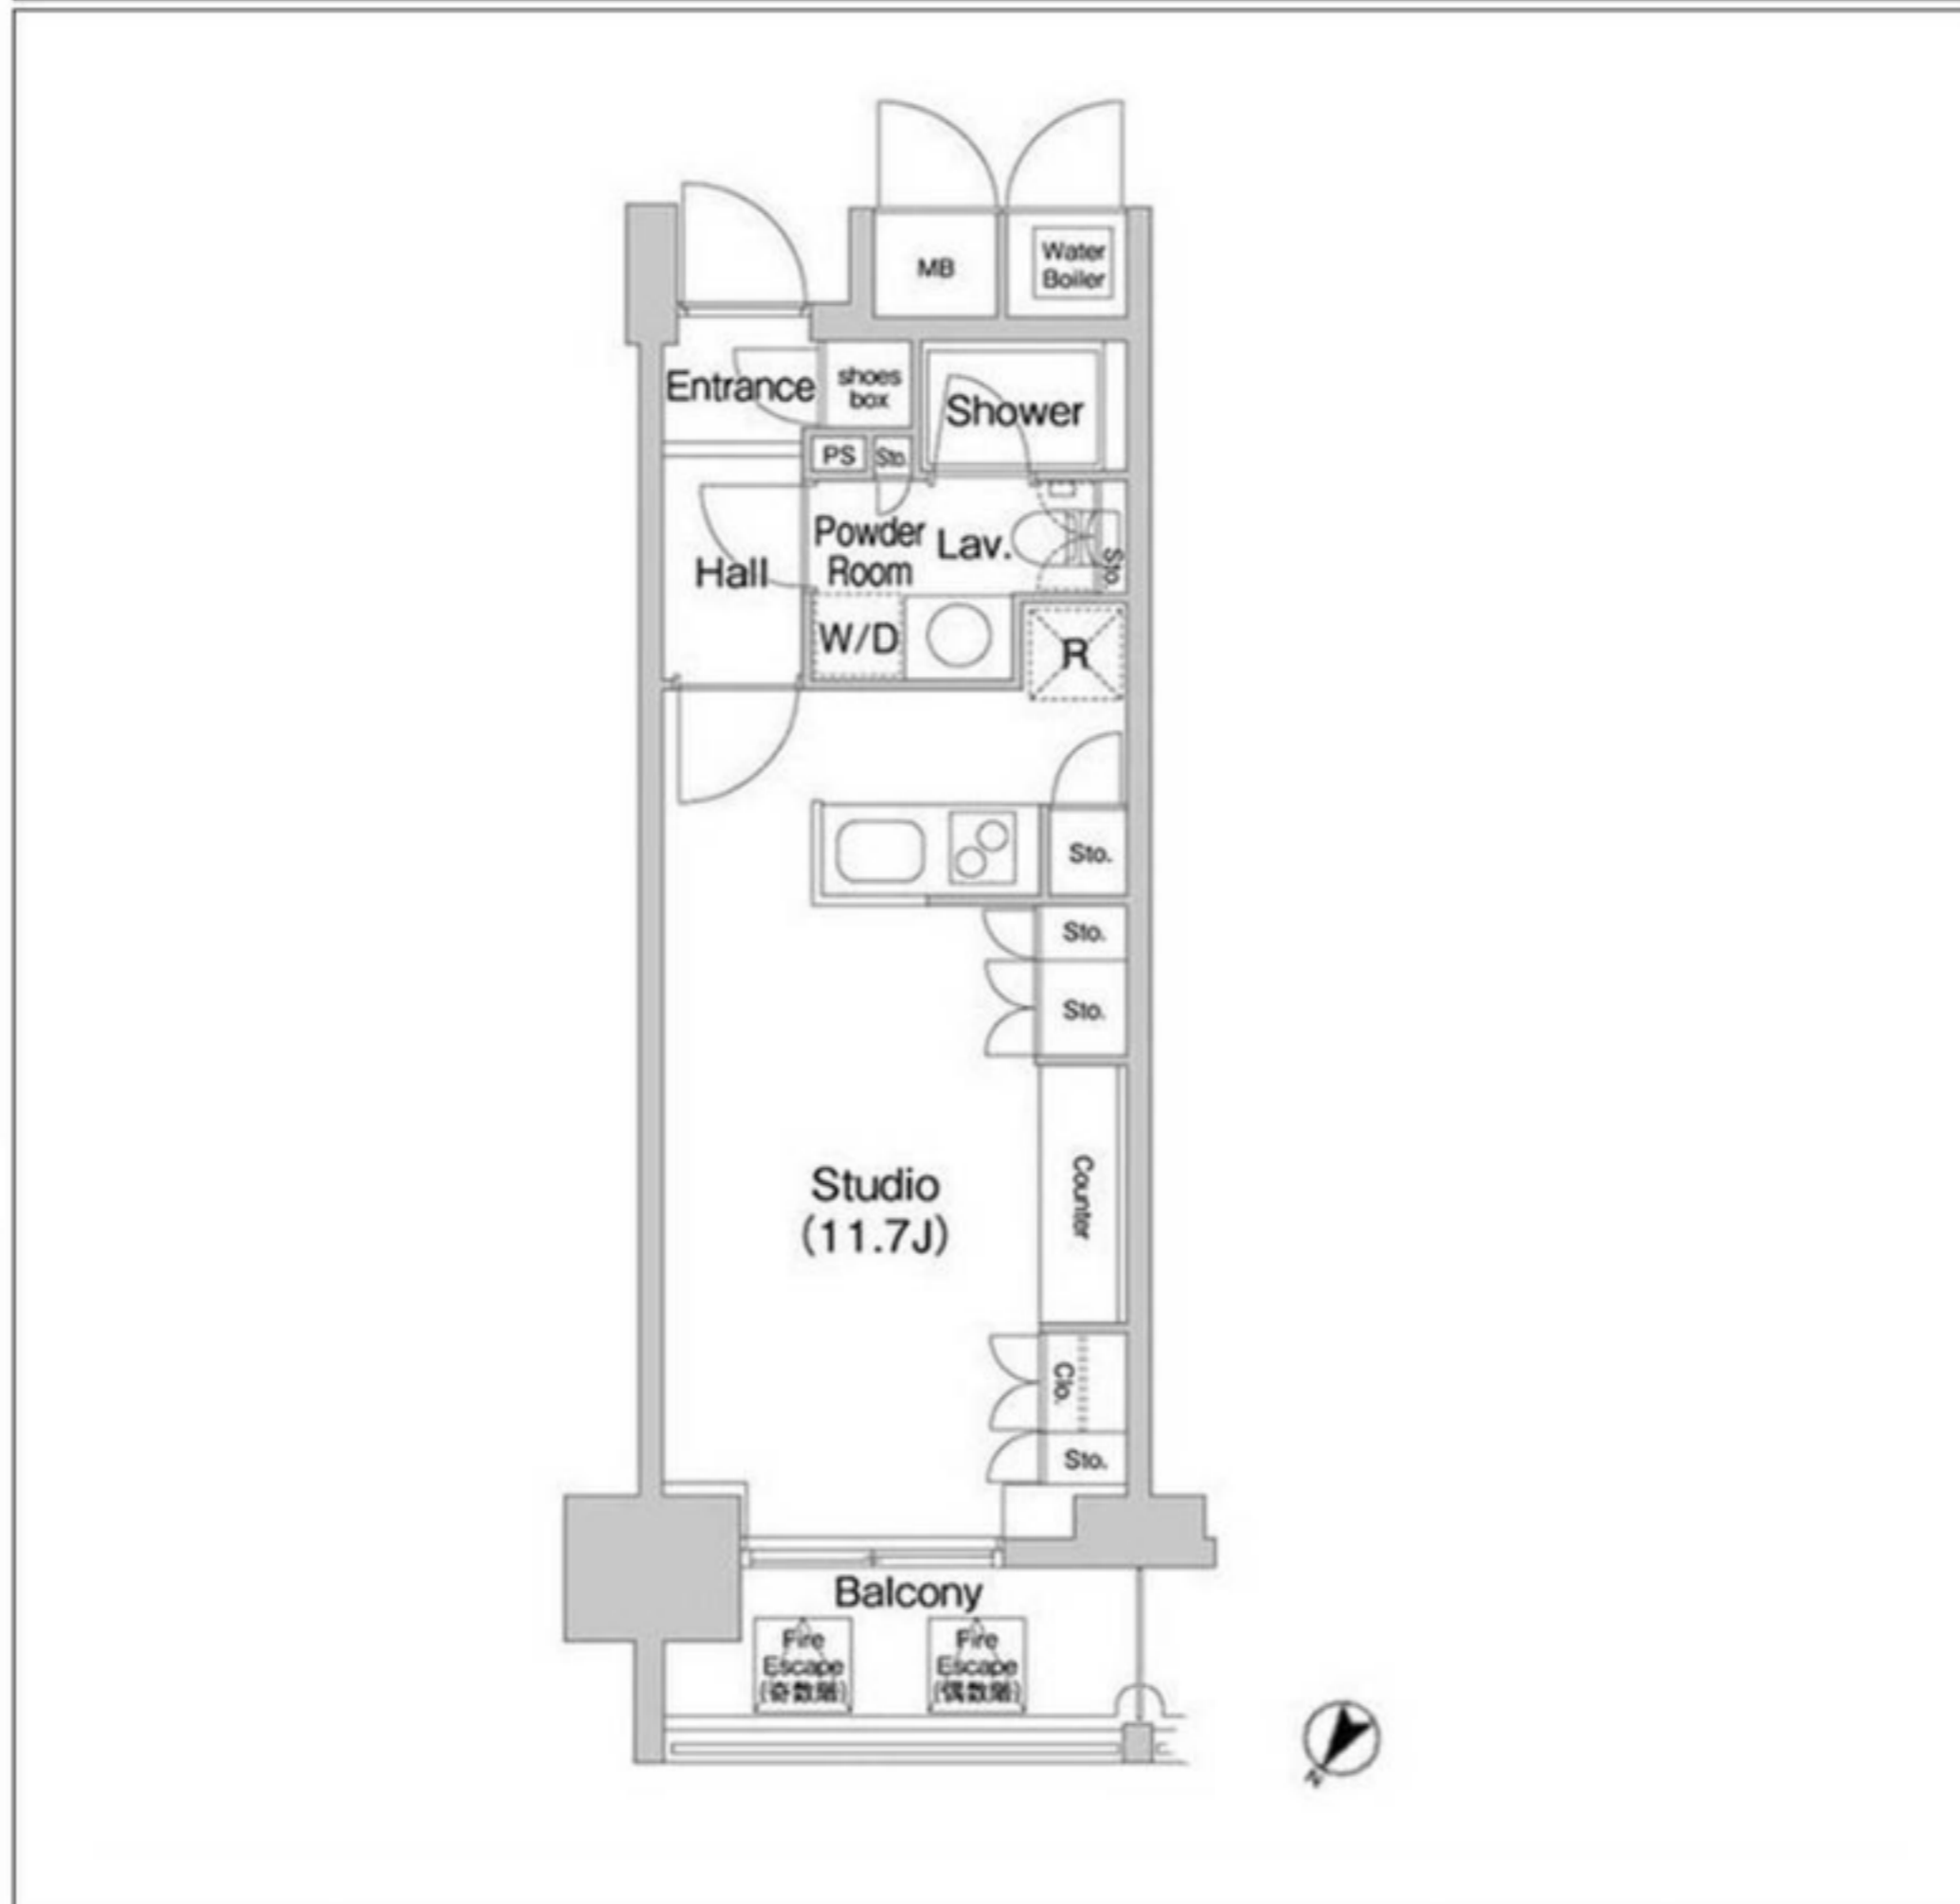 MB
Water
Boiler
Entrance
shoes
box
Shower
PS
Sto.
Powder
Room
Lav.
Sto.
Hall
W/D
R
Sto.
Sto.
Sto.
Counter
Studio
(11.7J)
Clo.
Sto.
Balcony
Fire
Escape
(奇数階)
Fire
Escape
(偶数階)
N